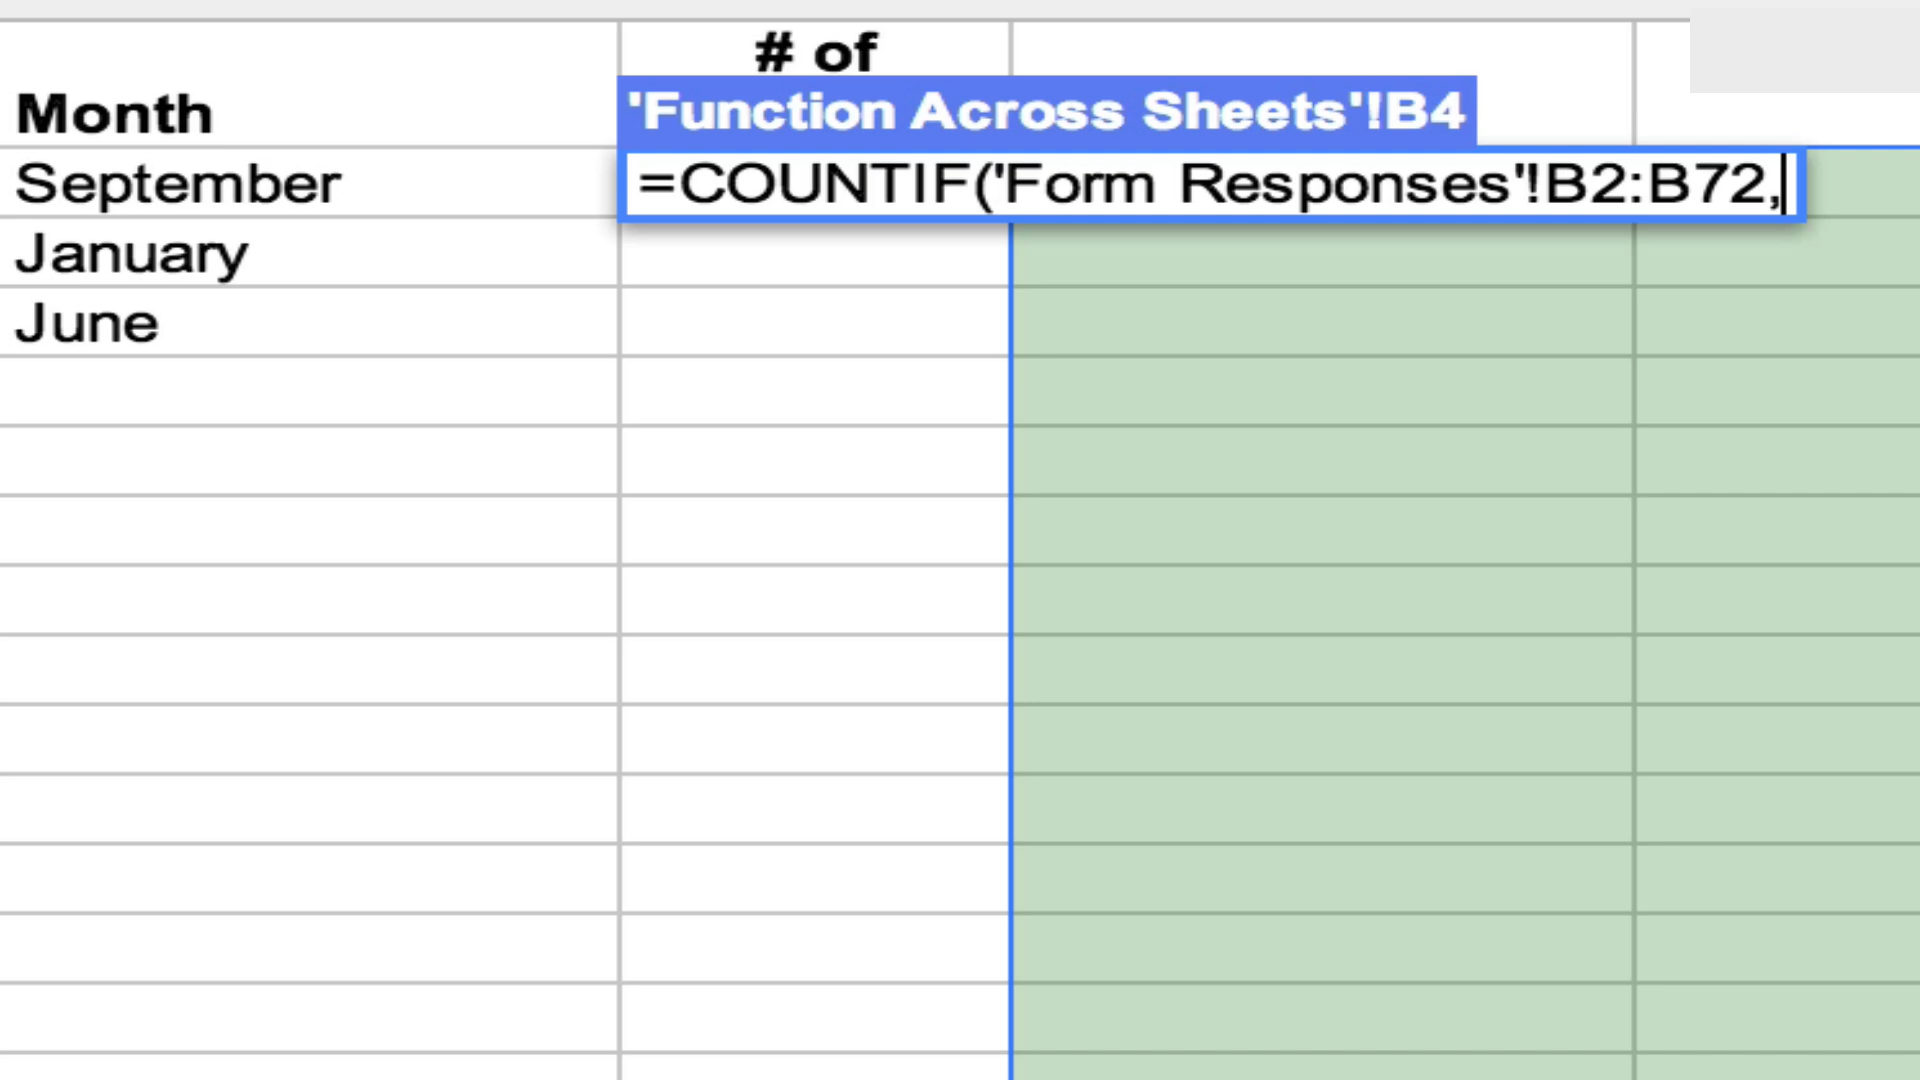 # of
Month
'Function Across Sheets'!B4
September
=COUNTIF('Form Responses'!B2:B72,
January
June